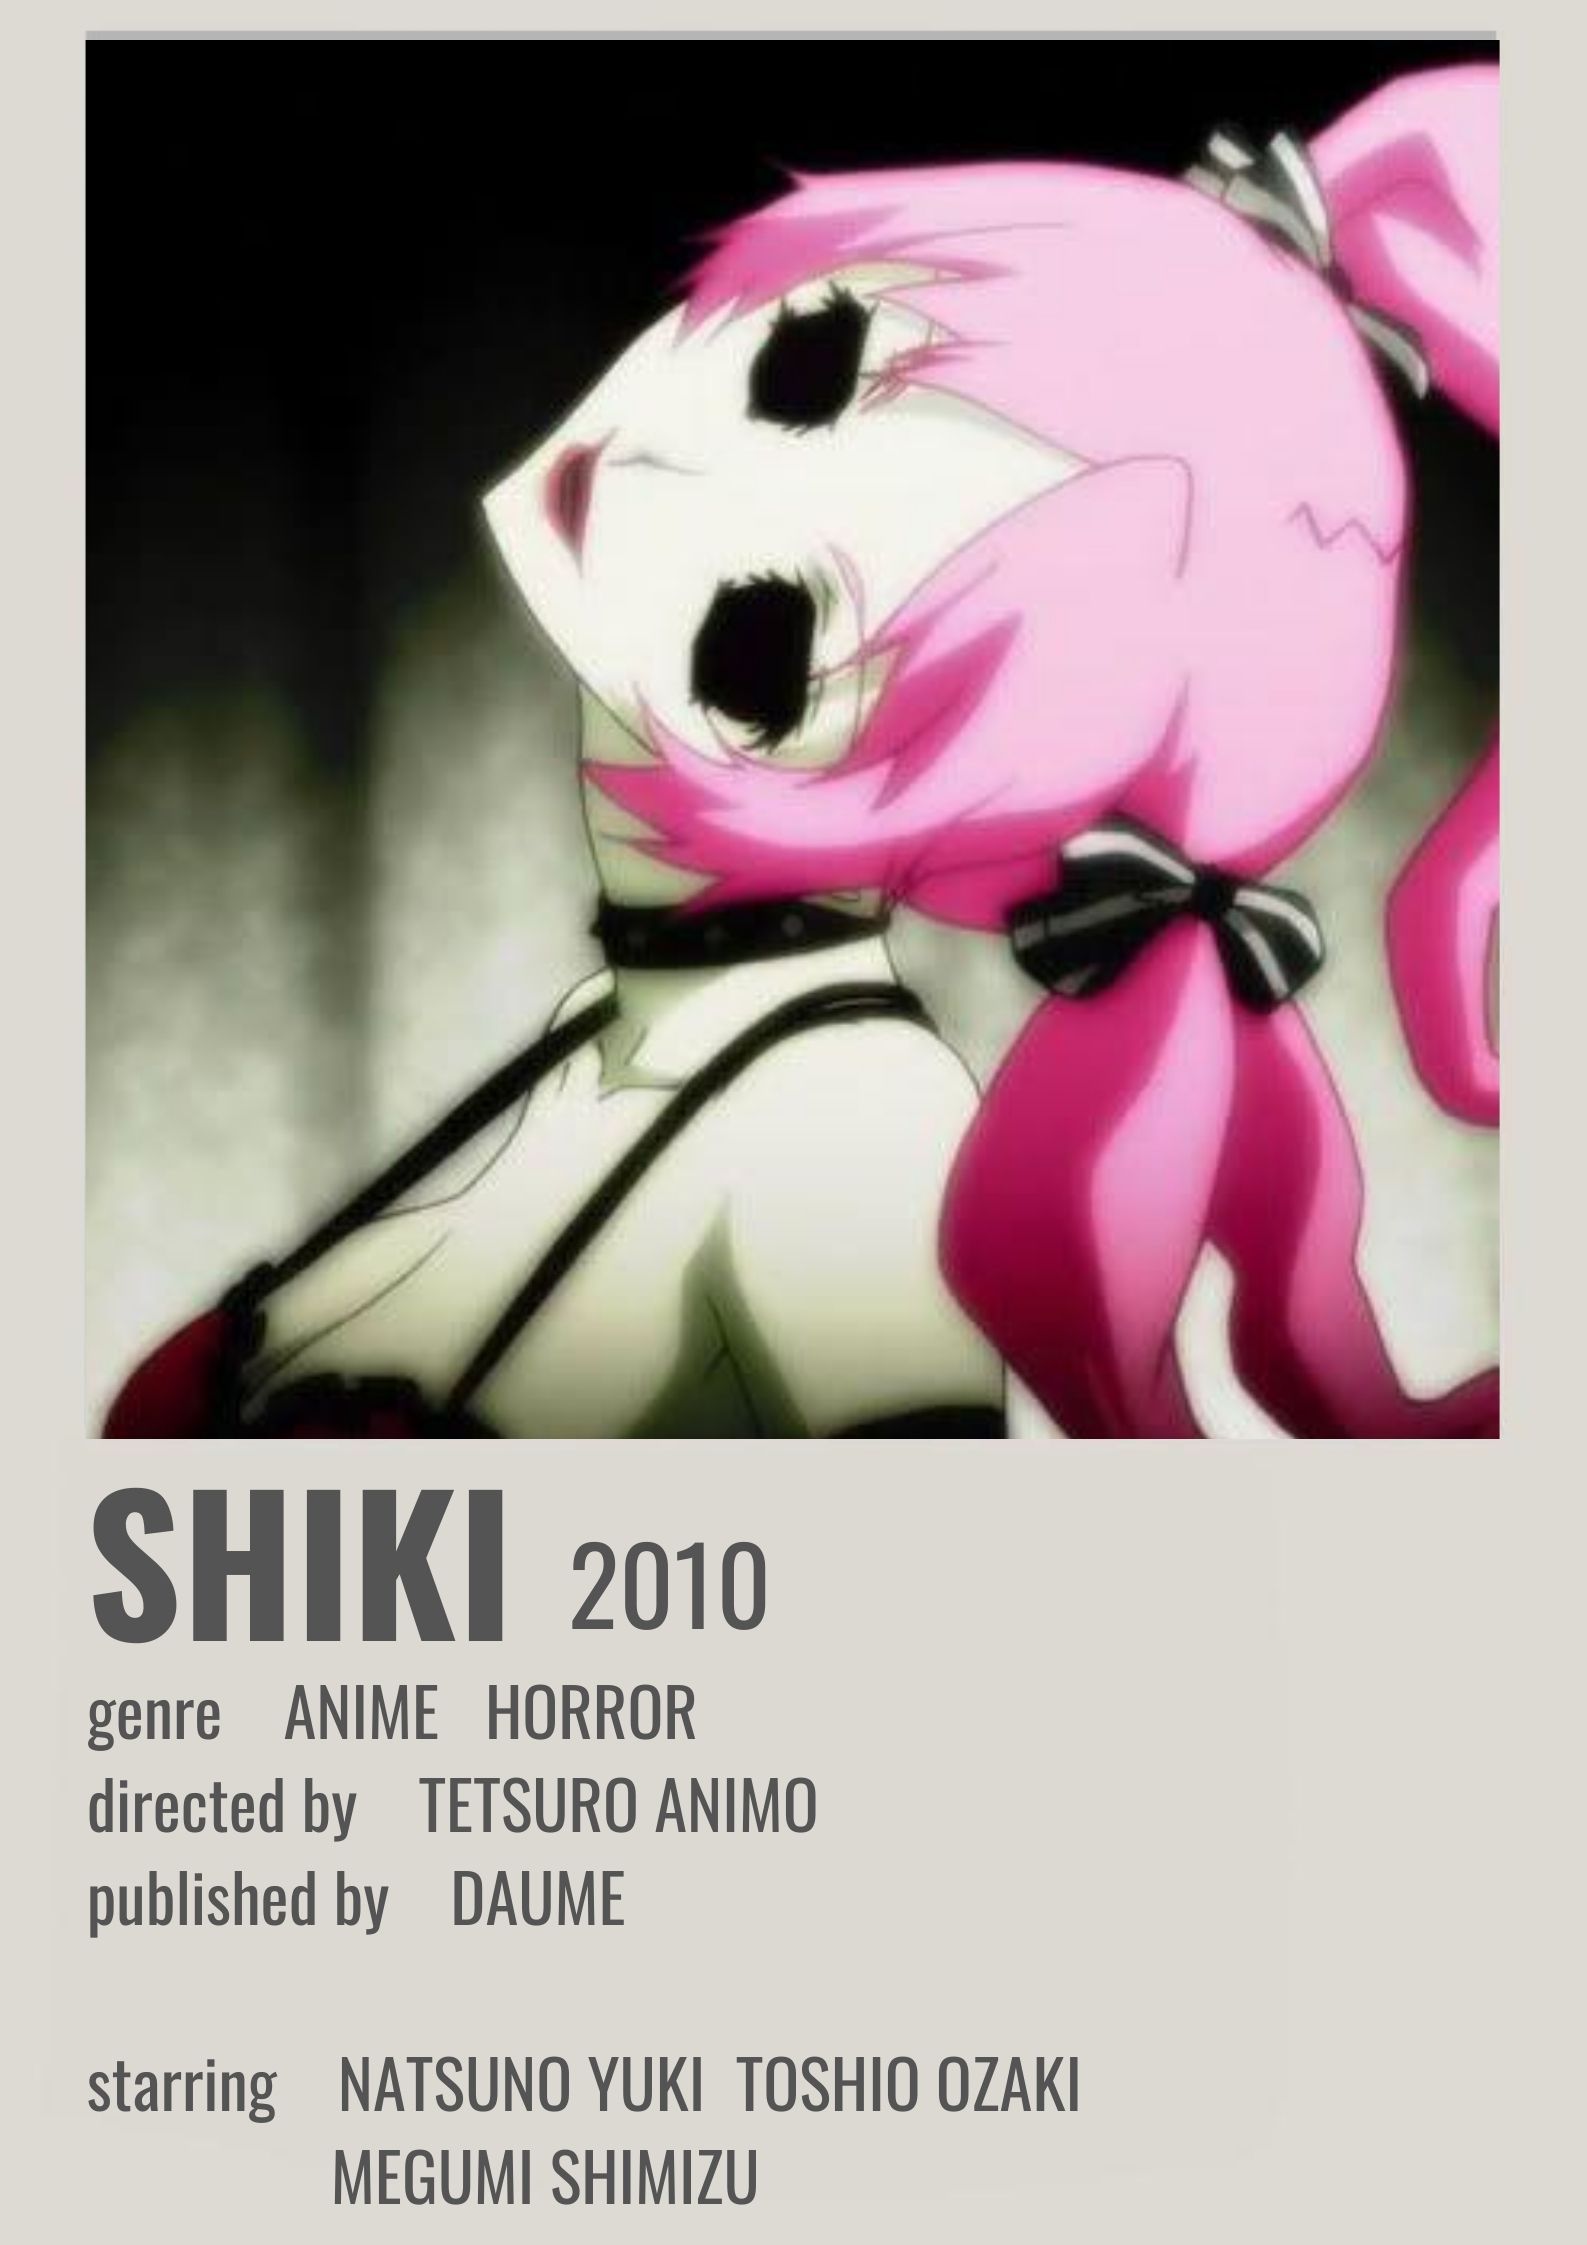 SHIKI 2010
genre ANIME HORROR
directed by TETSURO ANIMO
published by DAUME
starring NATSUNO YUKI TOSHIO OZAKI
MEGUMI SHIMIZU